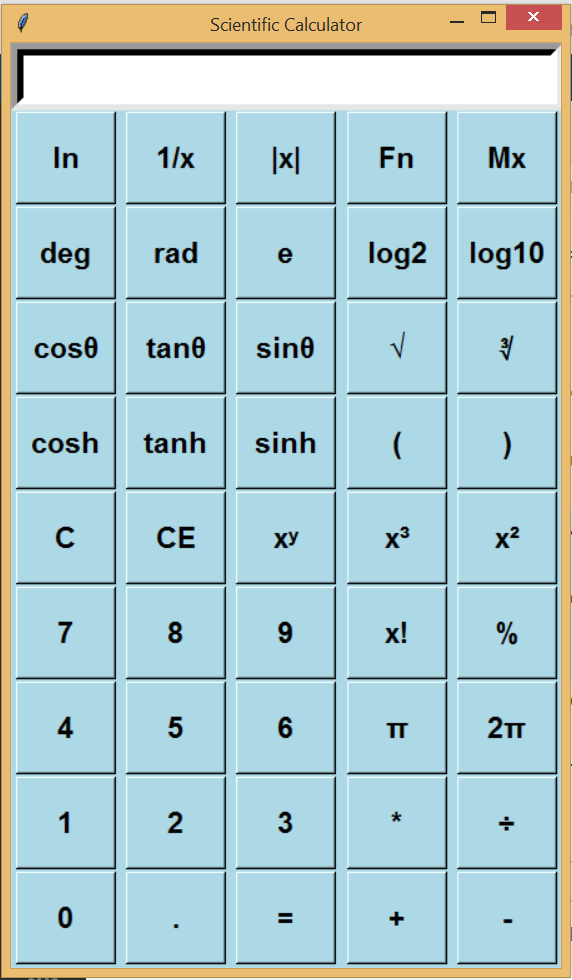 Scientific Calculator
ln 1/x |x| Fn Mx
deg rad e log2 log10
cosθ tanθ sinθ √ ∛
cosh tanh sinh ( )
C CE xʸ x³ x²
7 8 9 x! %
4 5 6 π 2π
1 2 3 * ÷
0 . = + -